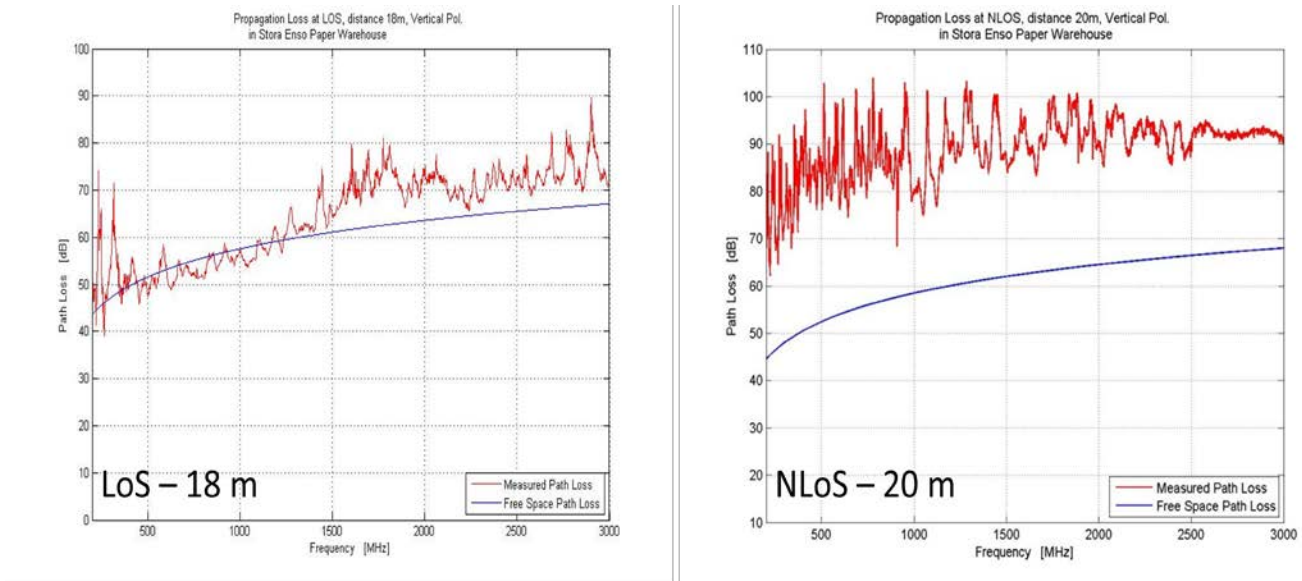 Propagation Loss at LOS, distance 18m, Vertical Pol.
in Stora Enso Paper Warehouse
100
90
80
70
60
50
40
30
20
10
0
Path Loss [dB]
500
1000
1500
2000
2500
3000
Frequency [MHz]
LoS – 18 m
Measured Path Loss
Free Space Path Loss
Propagation Loss at NLOS, distance 20m, Vertical Pol.
in Stora Enso Paper Warehouse
110
100
90
80
70
60
50
40
30
20
10
Path Loss [dB]
500
1000
1500
2000
2500
3000
Frequency [MHz]
NLoS – 20 m
Measured Path Loss
Free Space Path Loss